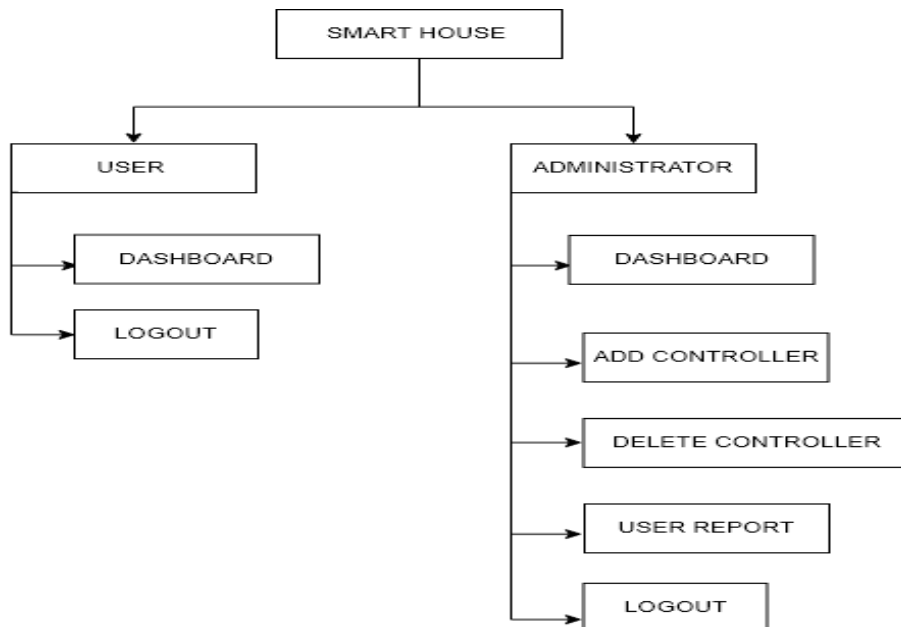 SMART HOUSE
USER
DASHBOARD
LOGOUT
ADMINISTRATOR
DASHBOARD
ADD CONTROLLER
DELETE CONTROLLER
USER REPORT
LOGOUT